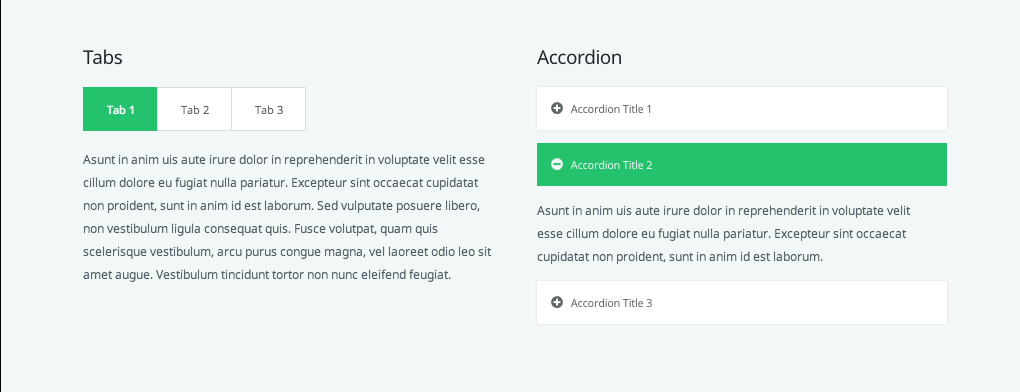 Tabs
Tab 1
Tab 2
Tab 3
Asunt in anim uis aute irure dolor in reprehenderit in voluptate velit esse
cillum dolore eu fugiat nulla pariatur. Excepteur sint occaecat cupidatat
non proident, sunt in anim id est laborum. Sed vulputate posuere libero,
non vestibulum ligula consequat quis. Fusce volutpat, quam quis
scelerisque vestibulum, arcu purus congue magna, vel laoreet odio leo sit
amet augue. Vestibulum tincidunt tortor non nunc eleifend feugiat.
Accordion
Accordion Title 1
Accordion Title 2
Asunt in anim uis aute irure dolor in reprehenderit in voluptate velit
esse cillum dolore eu fugiat nulla pariatur. Excepteur sint occaecat
cupidatat non proident, sunt in anim id est laborum.
Accordion Title 3